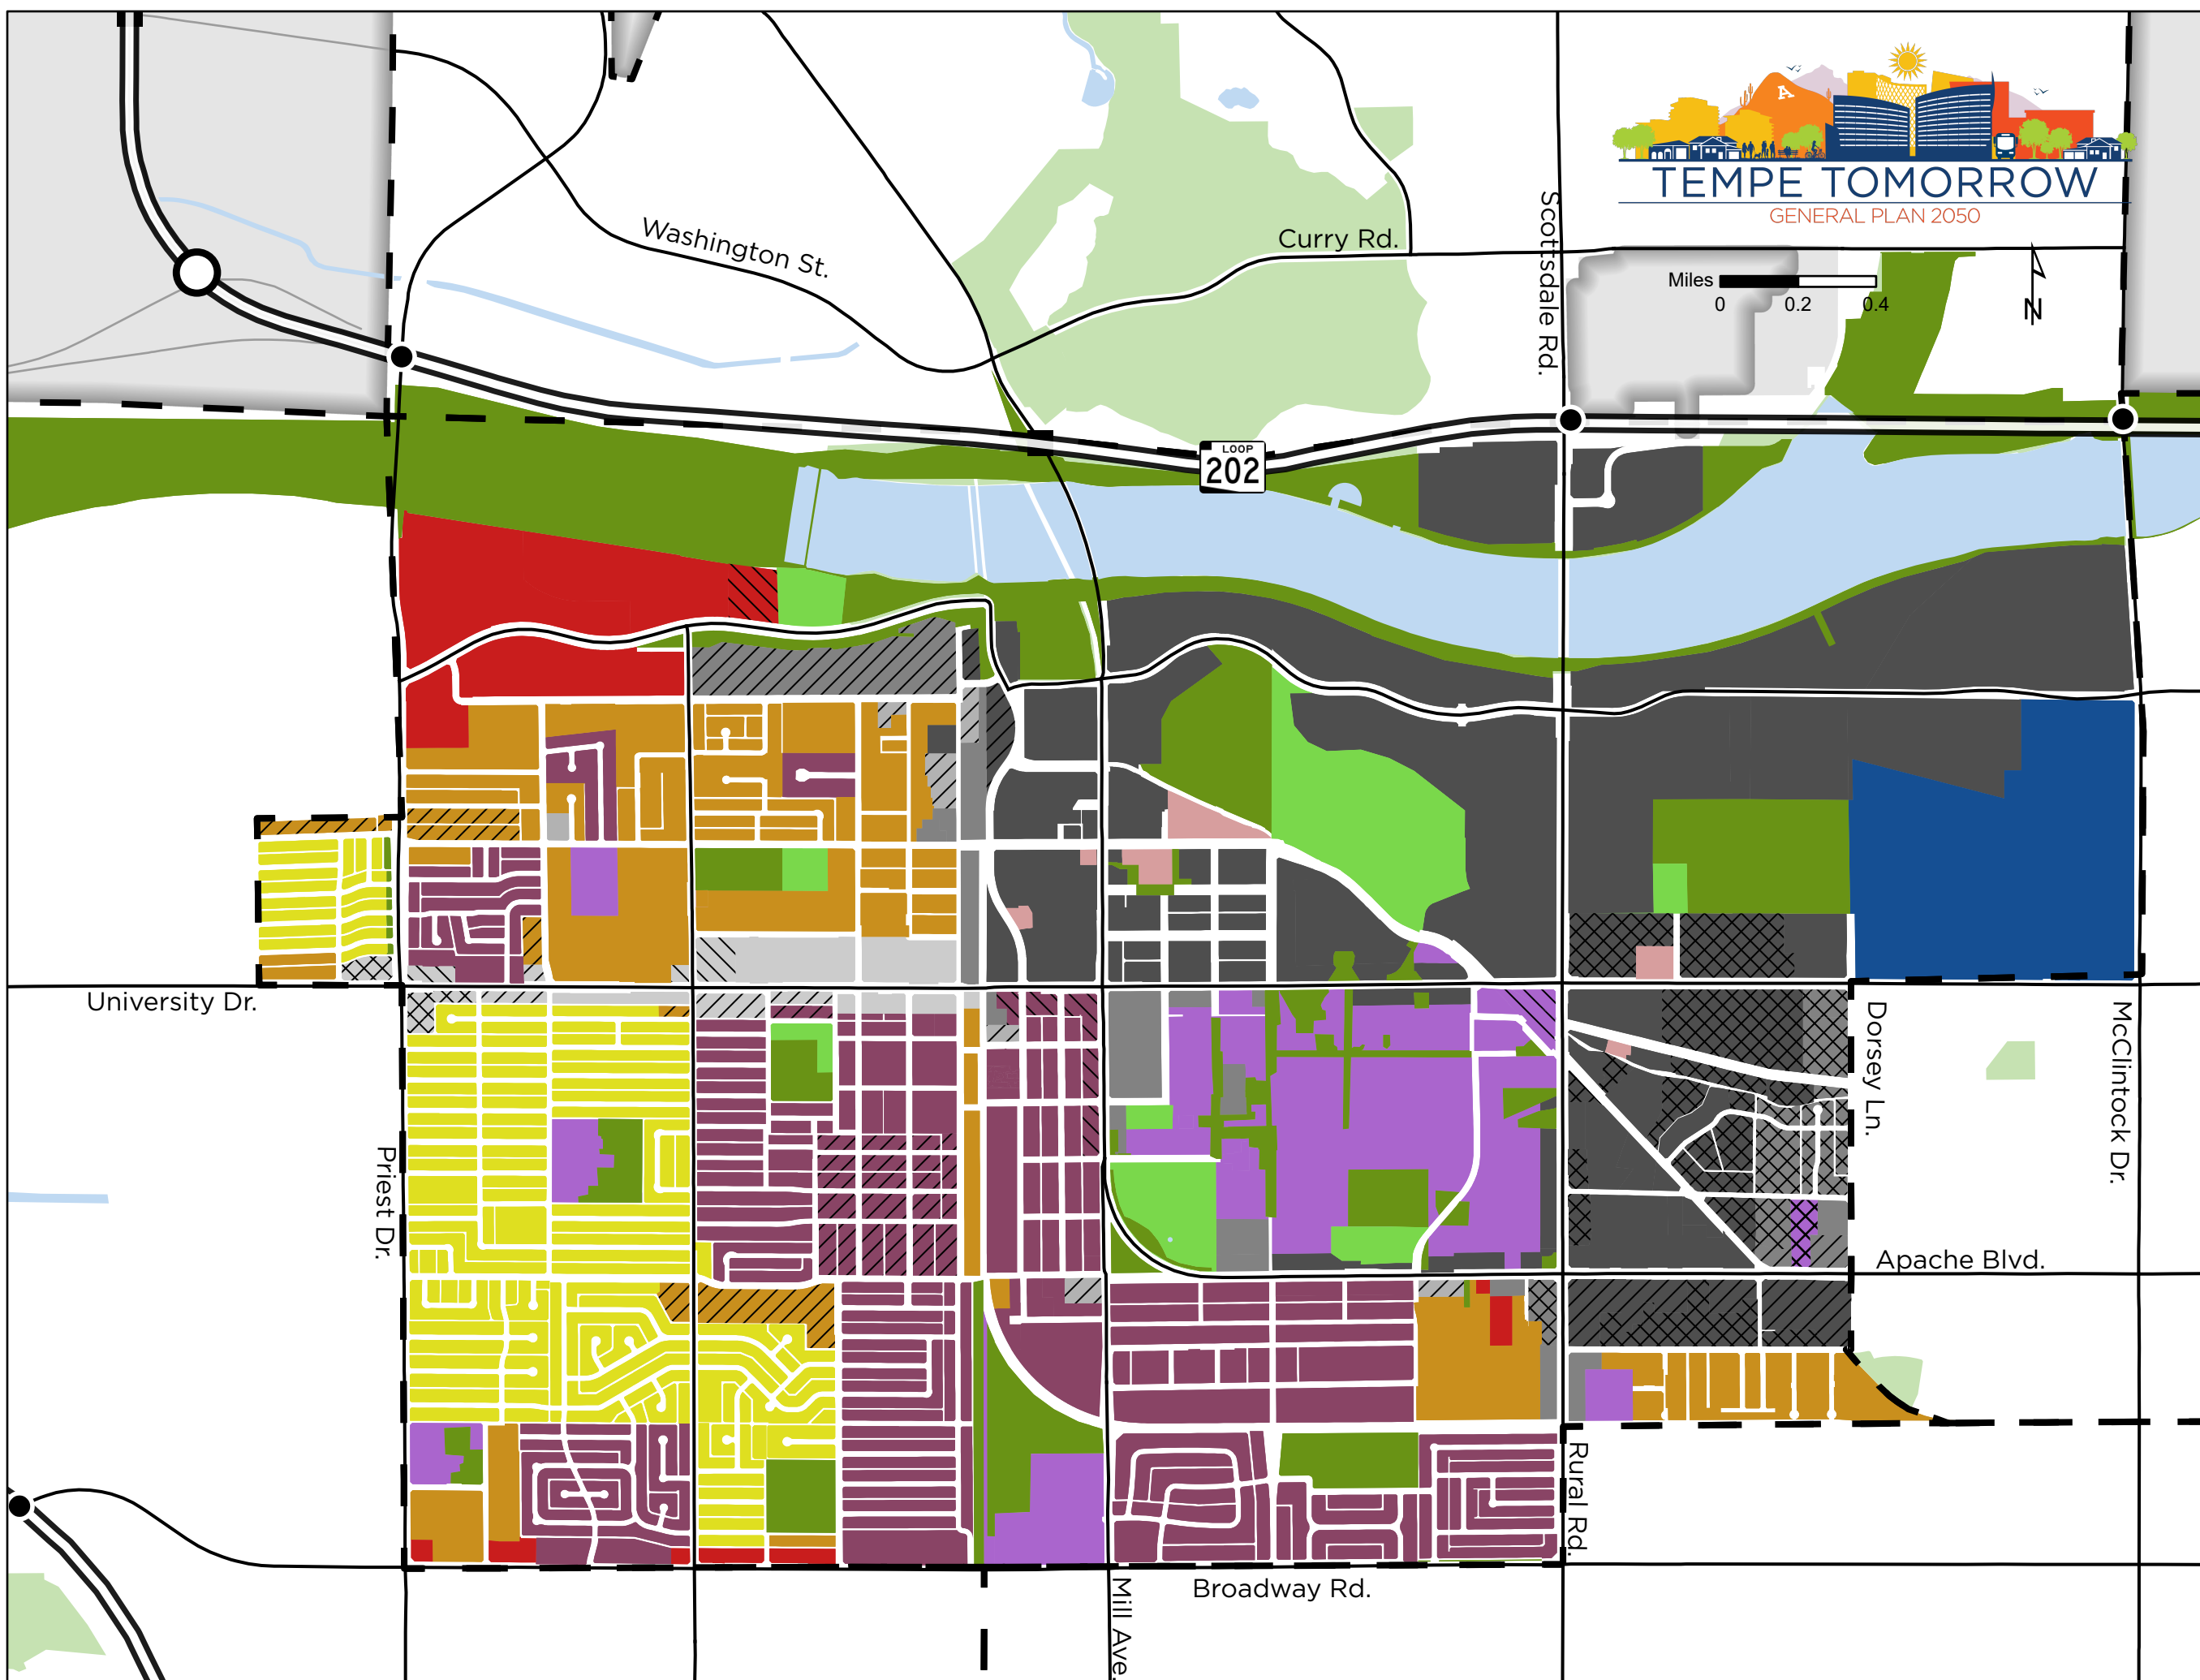 A
TEMPE TOMORROW
GENERAL PLAN 2050
Washington St.
Curry Rd.
Scottsdale Rd.
Miles
0 0.2 0.4
N
LOOP
202
University Dr.
Dorsey Ln.
McClintock Dr.
Priest Dr.
Apache Blvd.
Rural Rd.
Broadway Rd.
Mill Ave.